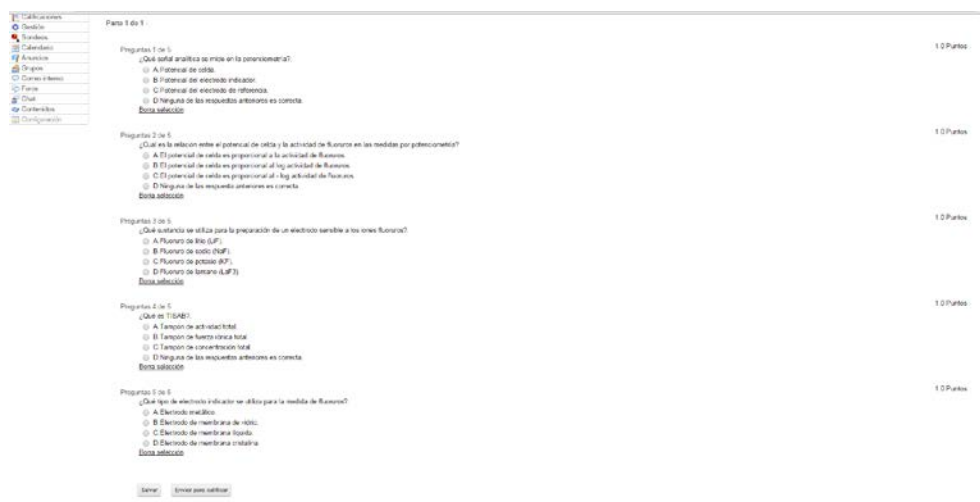 Calificaciones
Gestión
Sondeos
Calendario
Anuncios
Grupos
Correo interno
Foros
Chat
Contenidos
Configuración
Parte 1 de 1 -
Preguntas 1 de 5
1.0 Puntos
¿Qué señal analítica se mide en la potenciometría?
A. Potencial de celda.
B. Potencial del electrodo indicador.
C. Potencial del electrodo de referencia.
D. Ninguna de las respuestas anteriores es correcta.
Borra selección
Preguntas 2 de 5
1.0 Puntos
¿Cuál es la relación entre el potencial de celda y la actividad de fluoruros en las medidas por potenciometría?
A. El potencial de celda es proporcional a la actividad de fluoruros.
B. El potencial de celda es proporcional al log actividad de fluoruros.
C. El potencial de celda es proporcional al - log actividad de fluoruros.
D. Ninguna de las respuesta anteriores es correcta.
Borra selección
Preguntas 3 de 5
1.0 Puntos
¿Qué sustancia se utiliza para la preparación de un electrodo sensible a los iones fluoruros?
A. Fluoruro de litio (LiF).
B. Fluoruro de sodio (NaF).
C. Fluoruro de potasio (KF).
D. Fluoruro de lantano (LaF3).
Borra selección
Preguntas 4 de 5
1.0 Puntos
¿Qué es TISAB?.
A. Tampón de actividad total.
B. Tampón de fuerza iónica total.
C. Tampón de concentración total.
D. Ninguna de las respuestas anteriores es correcta.
Borra selección
Preguntas 5 de 5
1.0 Puntos
¿Qué tipo de electrodo indicador se utiliza para la medida de fluoruros?
A. Electrodo metálico.
B. Electrodo de membrana de vidrio.
C. Electrodo de membrana líquida.
D. Electrodo de membrana cristalina.
Borra selección
Salvar
Enviar para calificar